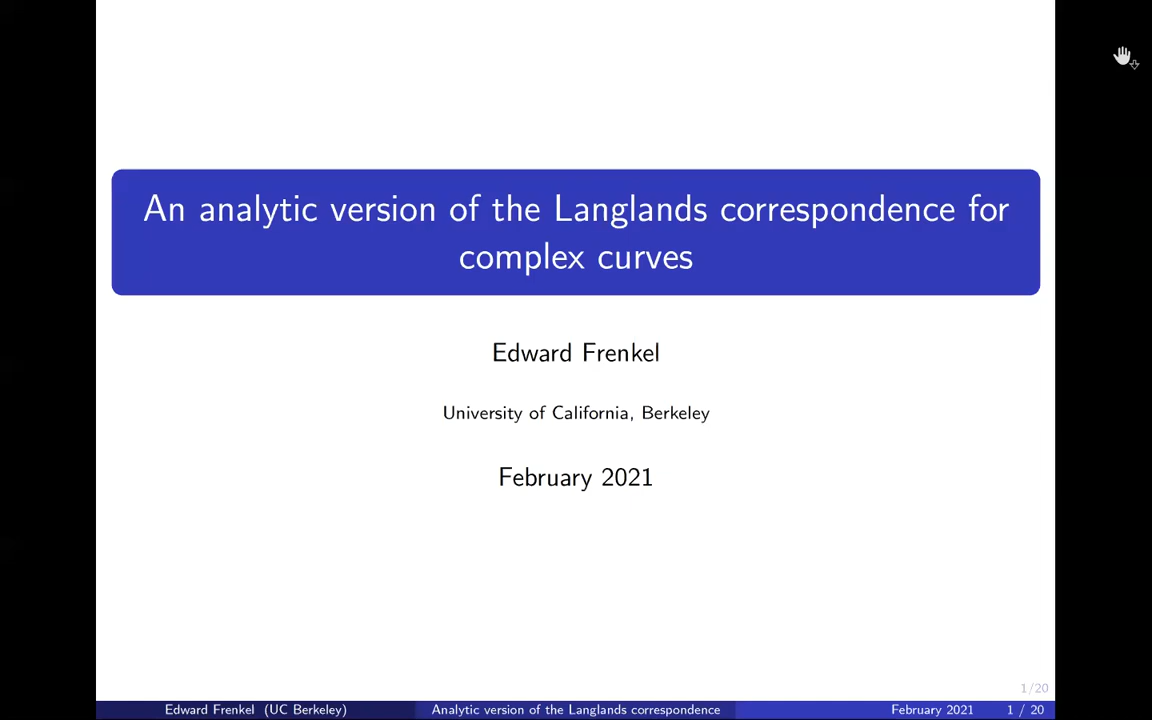 An analytic version of the Langlands correspondence for
complex curves
Edward Frenkel
University of California, Berkeley
February 2021
1/20
Edward Frenkel (UC Berkeley) Analytic version of the Langlands correspondence February 2021 1 / 20